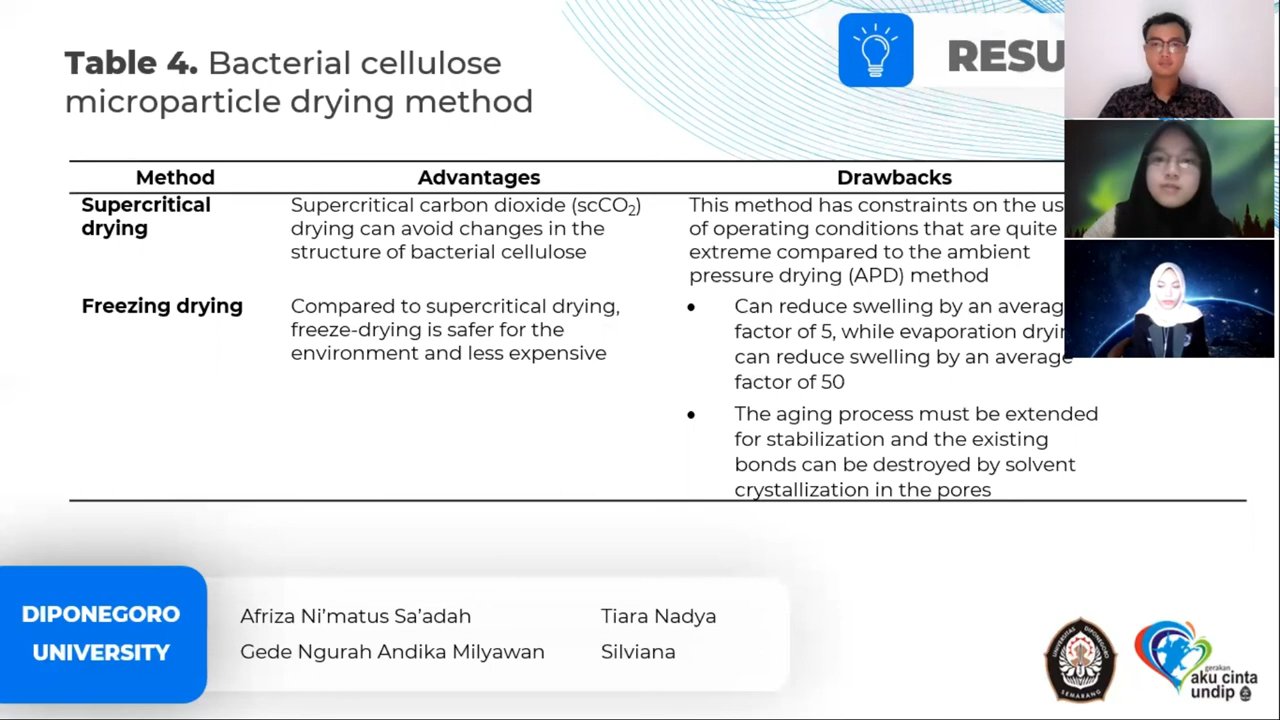 Table 4. Bacterial cellulose
microparticle drying method
Method Advantages Drawbacks
Supercritical
drying
Supercritical carbon dioxide (scCO₂)
drying can avoid changes in the
structure of bacterial cellulose
This method has constraints on the
of operating conditions that are quite
extreme compared to the ambient
pressure drying (APD) method
Freezing drying
Compared to supercritical drying,
freeze-drying is safer for the
environment and less expensive
• Can reduce swelling by an
factor of 5, while evaporation
can reduce swelling by an average
factor of 50
• The aging process must be extended
for stabilization and the existing
bonds can be destroyed by solvent
crystallization in the pores
DIPONEGORO
UNIVERSITY
Afriza Ni'matus Sa'adah
Gede Ngurah Andika Milyawan
Tiara Nadya
Silviana
UNIVERSITAS DIPONEGORO
SEMARANG
gerakan
aku cinta
undip